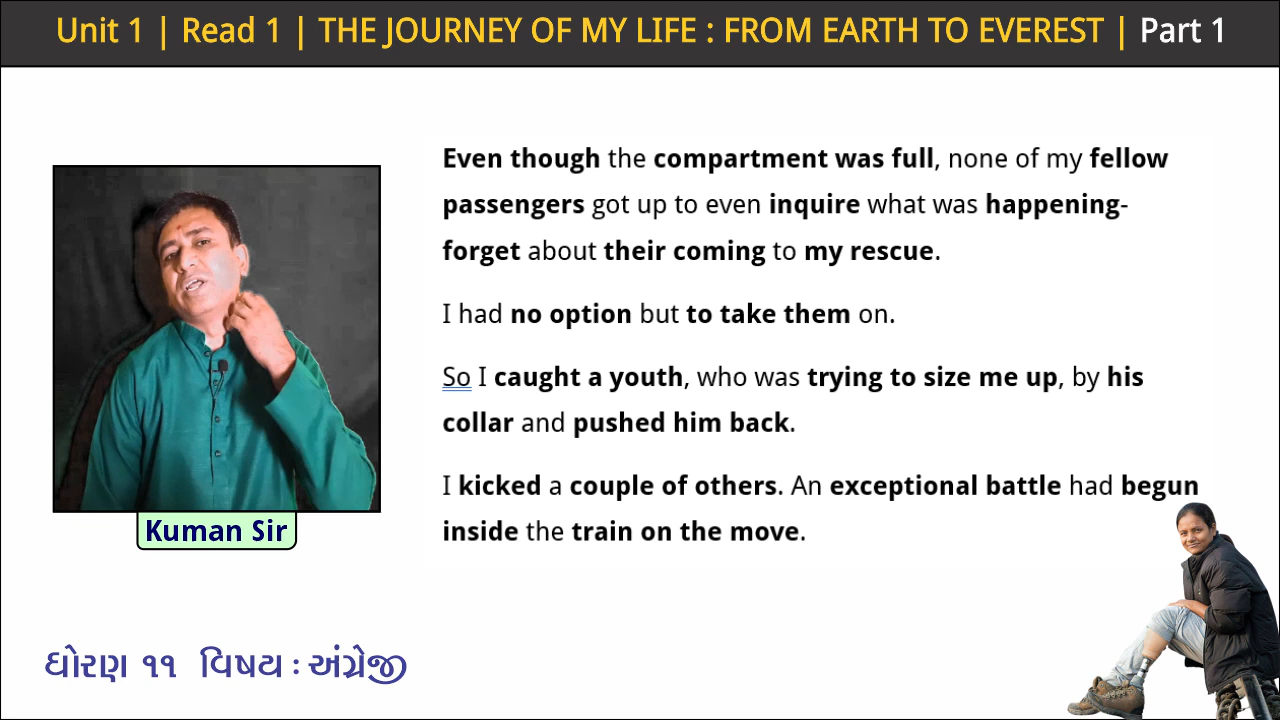 Unit 1 | Read 1 | THE JOURNEY OF MY LIFE : FROM EARTH TO EVEREST | Part 1
Even though the compartment was full, none of my fellow
passengers got up to even inquire what was happening-
forget about their coming to my rescue.
I had no option but to take them on.
So I caught a youth, who was trying to size me up, by his
collar and pushed him back.
I kicked a couple of others. An exceptional battle had begun
inside the train on the move.
Kuman Sir
ધોરણ ૧૧ વિષય : અંગ્રેજી